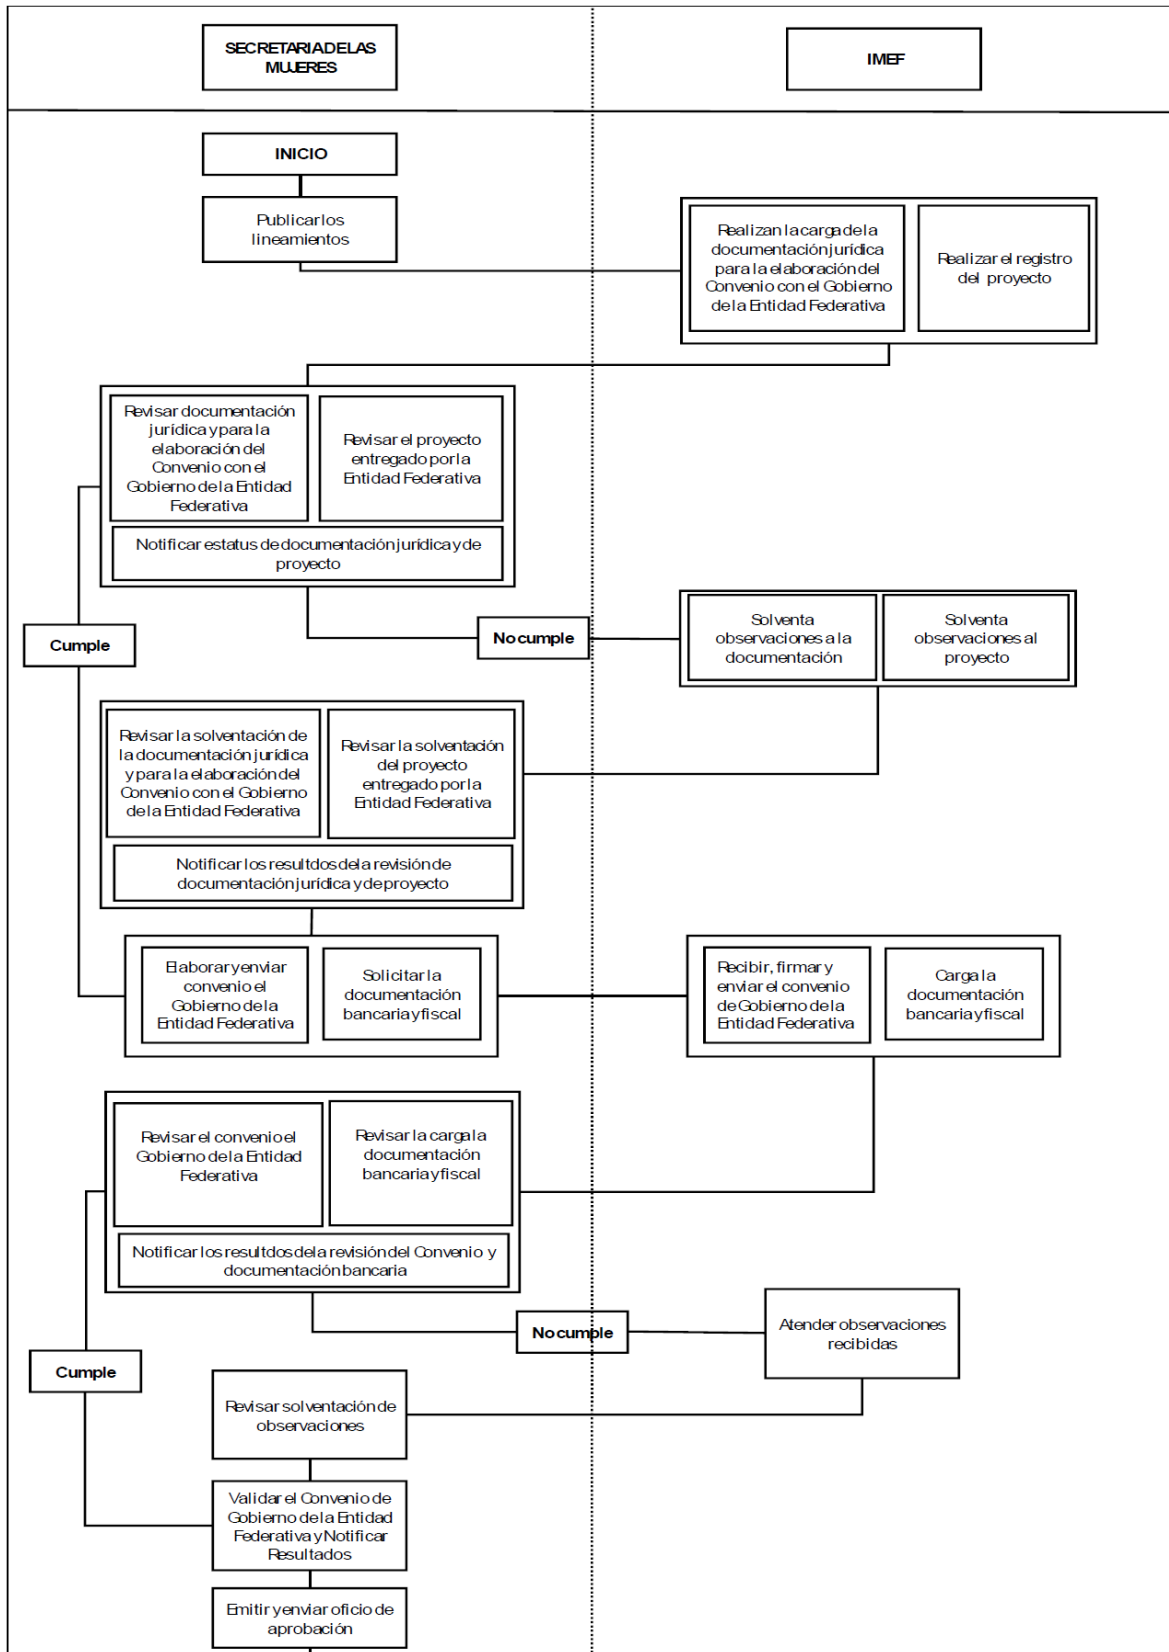 SECRETARIA DE LAS
MUJERES
IMEF
INICIO
Publicar los
lineamientos
Realizan la carga de la
documentación jurídica
para la elaboración del
Convenio con el Gobierno
de la Entidad Federativa
Realizar el registro
del proyecto
Revisar documentación
jurídica y para la
elaboración del
Convenio con el
Gobierno de la Entidad
Federativa
Revisar el proyecto
entregado por la
Entidad Federativa
Notificar estatus de documentación jurídica y de
proyecto
Cumple
No cumple
Solventa
observaciones a la
documentación
Solventa
observaciones al
proyecto
Revisar la solventación de
la documentación jurídica
y para la elaboración del
Convenio con el Gobierno
de la Entidad Federativa
Revisar la solventación
del proyecto
entregado por la
Entidad Federativa
Notificar los resultdos dela revisión de
documentación jurídica y de proyecto
Elaborar y enviar
convenio el
Gobierno de la
Entidad Federativa
Solicitar la
documentación
bancaria y fiscal
Recibir, firmar y
enviar el convenio
de Gobierno de la
Entidad Federativa
Carga la
documentación
bancaria y fiscal
Revisar el convenio el
Gobierno de la Entidad
Federativa
Revisar la carga la
documentación
bancaria y fiscal
Notificar los resultdos dela revisión del Convenio y
documentación bancaria
No cumple
Atender observaciones
recibidas
Cumple
Revisar solventación de
observaciones
Validar el Convenio de
Gobierno de la Entidad
Federativa y Notificar
Resultados
Emitir y enviar oficio de
aprobación